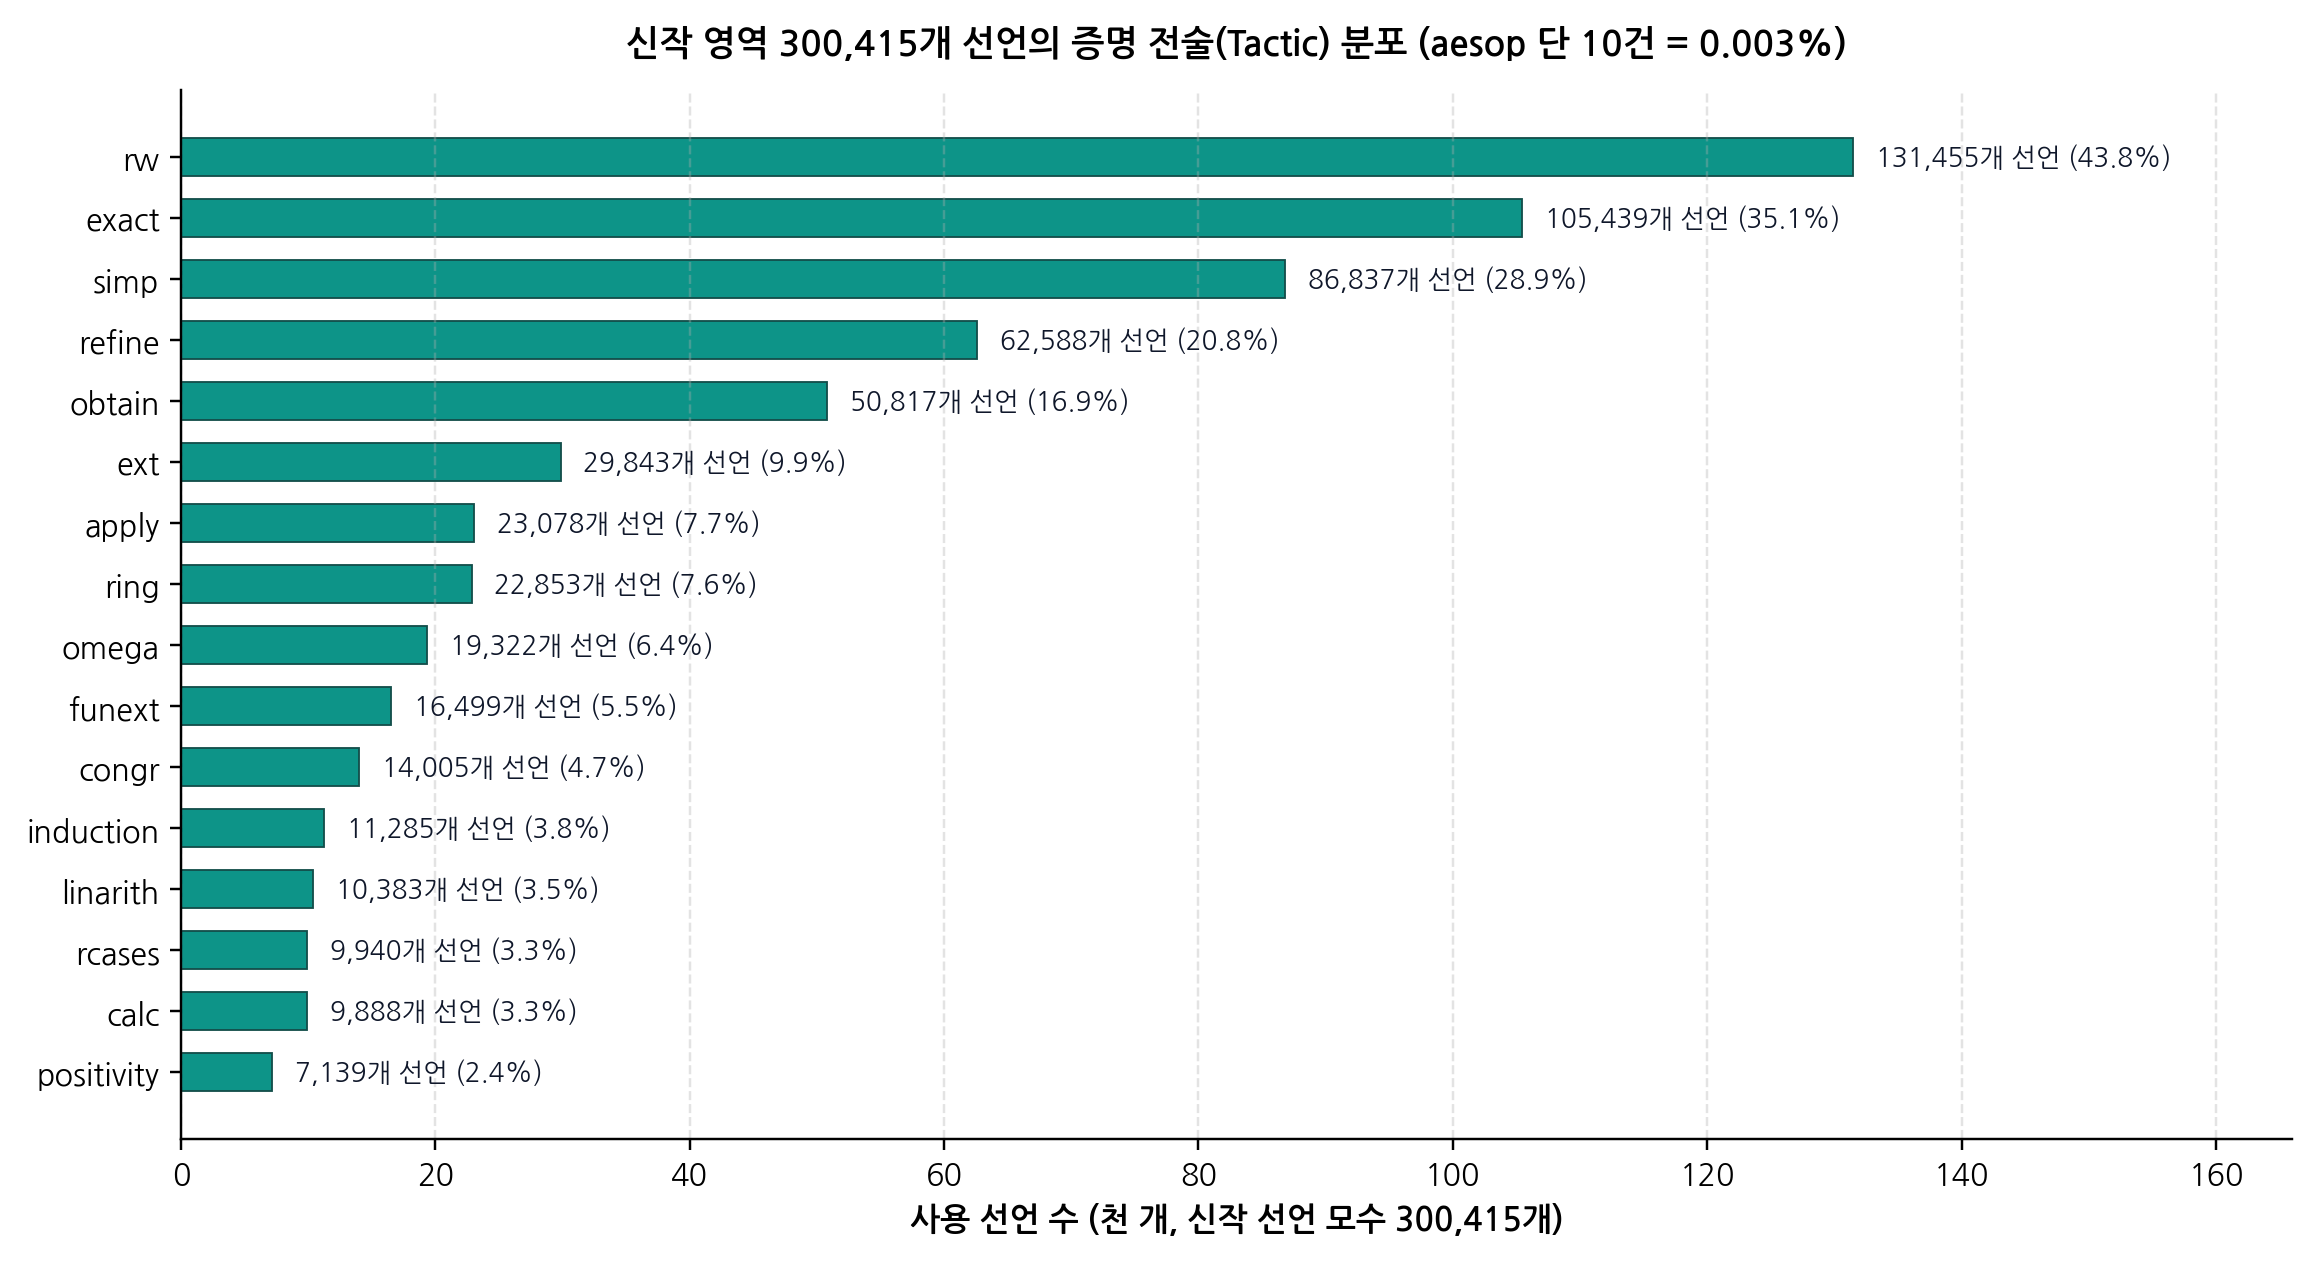 신작 영역 300,415개 선언의 증명 전술(Tactic) 분포 (aesop 단 10건 = 0.003%)
rw 131,455개 선언 (43.8%)
exact 105,439개 선언 (35.1%)
simp 86,837개 선언 (28.9%)
refine 62,588개 선언 (20.8%)
obtain 50,817개 선언 (16.9%)
ext 29,843개 선언 (9.9%)
apply 23,078개 선언 (7.7%)
ring 22,853개 선언 (7.6%)
omega 19,322개 선언 (6.4%)
funext 16,499개 선언 (5.5%)
congr 14,005개 선언 (4.7%)
induction 11,285개 선언 (3.8%)
linarith 10,383개 선언 (3.5%)
rcases 9,940개 선언 (3.3%)
calc 9,888개 선언 (3.3%)
positivity 7,139개 선언 (2.4%)
0 20 40 60 80 100 120 140 160
사용 선언 수 (천 개, 신작 선언 모수 300,415개)